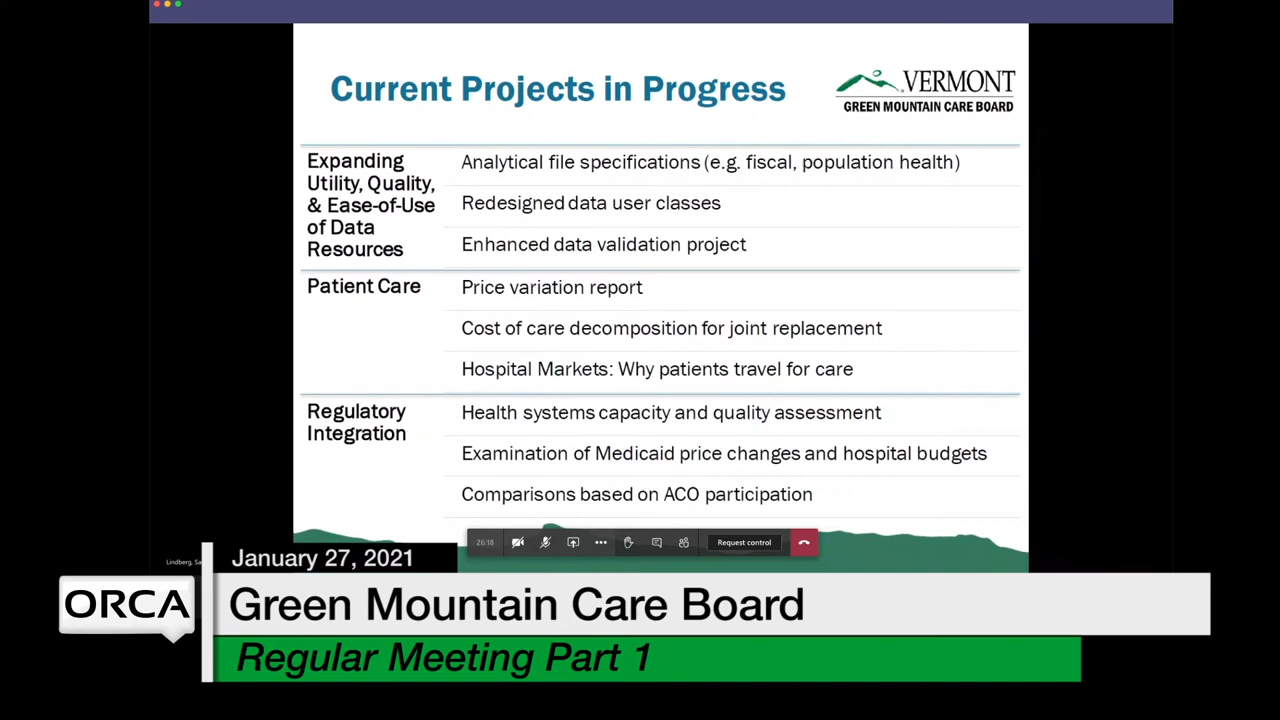 Current Projects in Progress
VERMONT
GREEN MOUNTAIN CARE BOARD
Expanding
Utility, Quality,
& Ease-of-Use
of Data
Resources
Analytical file specifications (e.g. fiscal, population health)
Redesigned data user classes
Enhanced data validation project
Patient Care
Price variation report
Cost of care decomposition for joint replacement
Hospital Markets: Why patients travel for care
Regulatory
Integration
Health systems capacity and quality assessment
Examination of Medicaid price changes and hospital budgets
Comparisons based on ACO participation
26:18
Request control
Lindberg,
January 27, 2021
ORCA
Green Mountain Care Board
Regular Meeting Part 1